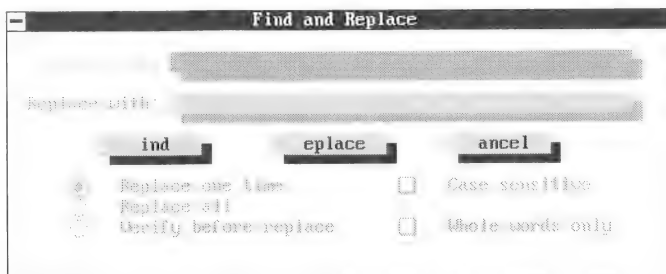 Find and Replace
Replace with:
ind eplace ancel
Replace one time Case sensitive
Replace all
Verify before replace Whole words only